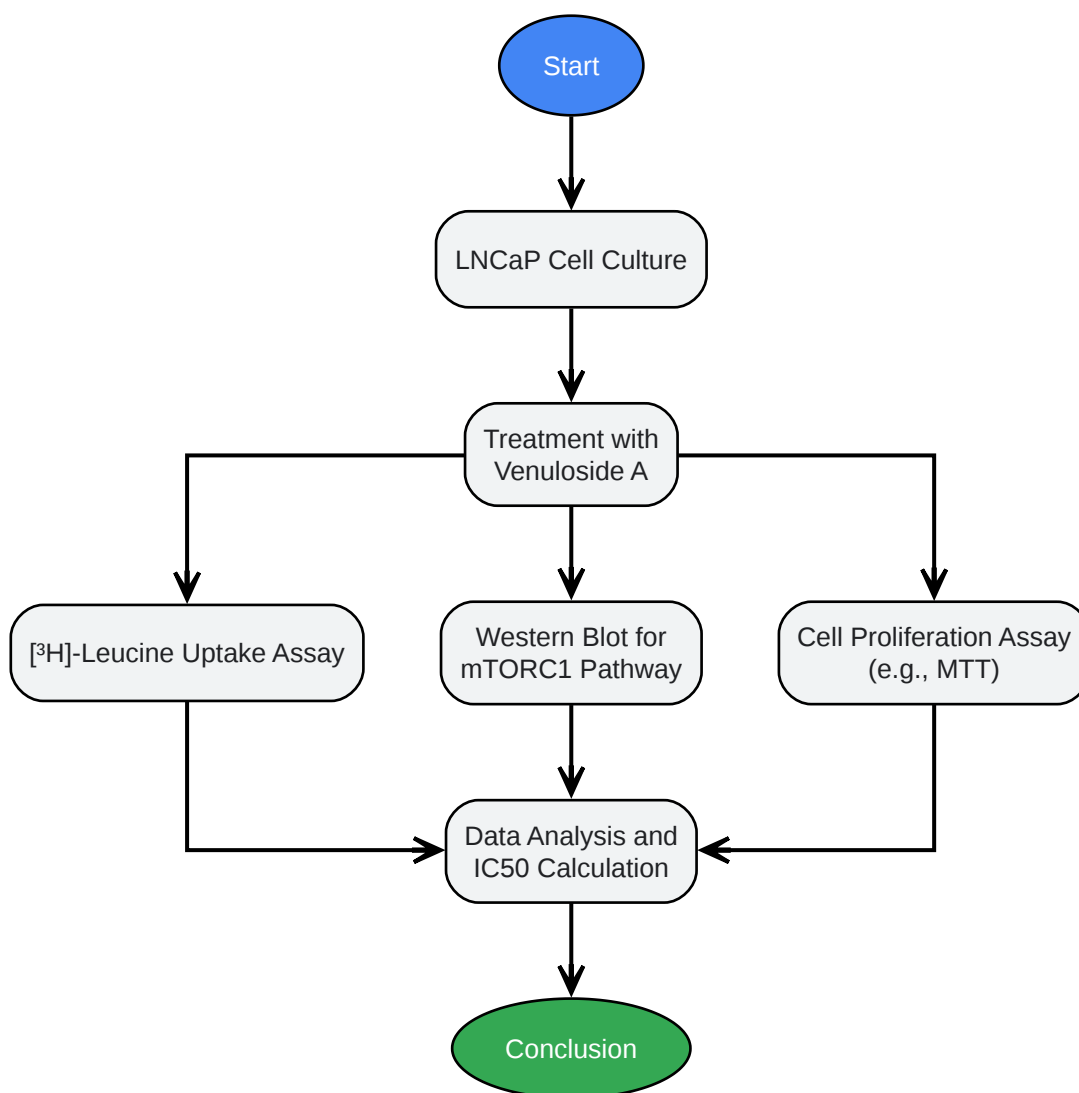 Start
LNCaP Cell Culture
Treatment with
Venuloside A
[³H]-Leucine Uptake Assay
Western Blot for
mTORC1 Pathway
Cell Proliferation Assay
(e.g., MTT)
Data Analysis and
IC50 Calculation
Conclusion